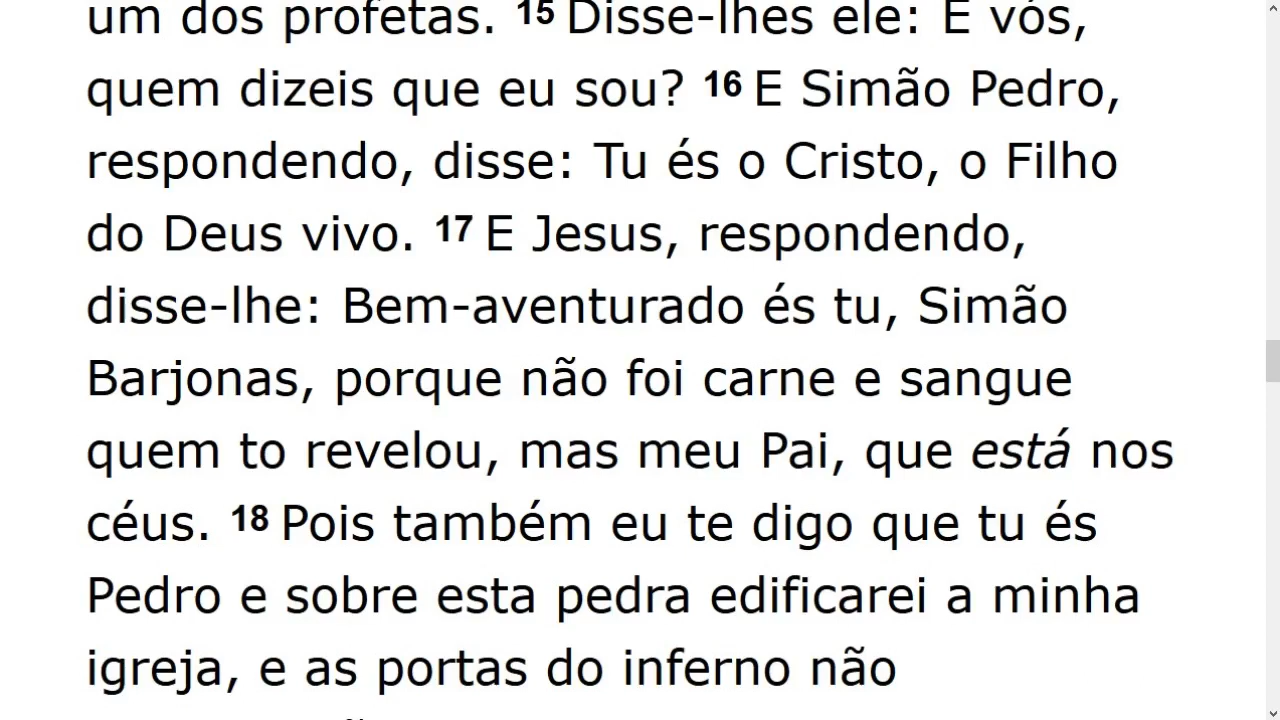 um dos profetas. 15 Disse-lhes ele: E vós,
quem dizeis que eu sou? 16 E Simão Pedro,
respondendo, disse: Tu és o Cristo, o Filho
do Deus vivo. 17 E Jesus, respondendo,
disse-lhe: Bem-aventurado és tu, Simão
Barjonas, porque não foi carne e sangue
quem to revelou, mas meu Pai, que está nos
céus. 18 Pois também eu te digo que tu és
Pedro e sobre esta pedra edificarei a minha
igreja, e as portas do inferno não